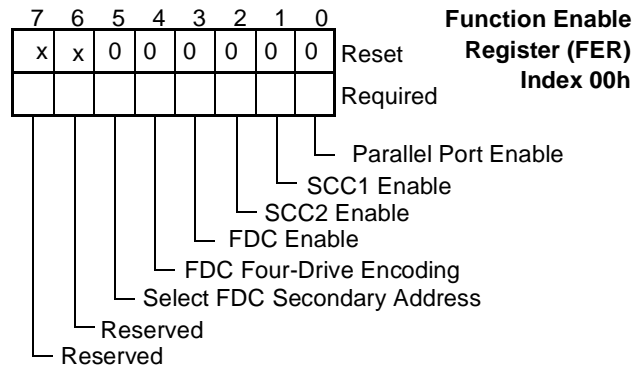 7 6 5 4 3 2 1 0
Function Enable
Register (FER)
Index 00h
x x 0 0 0 0 0 0 Reset
Required
Parallel Port Enable
SCC1 Enable
SCC2 Enable
FDC Enable
FDC Four-Drive Encoding
Select FDC Secondary Address
Reserved
Reserved